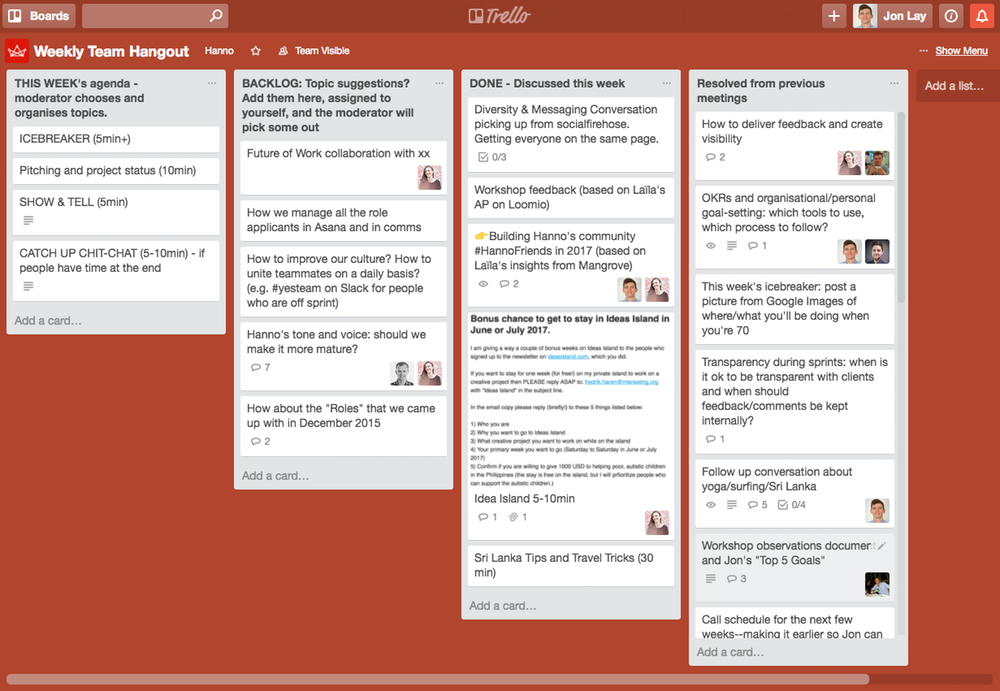 Boards
Trello
Jon Lay
Weekly Team Hangout
Hanno
Team Visible
... Show Menu
THIS WEEK's agenda -
moderator chooses and
organises topics.
ICEBREAKER (5min+)
Pitching and project status (10min)
SHOW & TELL (5min)
CATCH UP CHIT-CHAT (5-10min) - if
people have time at the end
Add a card...
BACKLOG: Topic suggestions?
Add them here, assigned to
yourself, and the moderator will
pick some out
Future of Work collaboration with xx
How we manage all the role
applicants in Asana and in comms
How to improve our culture? How to
unite teammates on a daily basis?
(e.g. #yesteam on Slack for people
who are off sprint)
Hanno's tone and voice: should we
make it more mature?
7
How about the "Roles" that we came
up with in December 2015
2
Add a card...
DONE - Discussed this week
Diversity & Messaging Conversation
picking up from socialfirehose.
Getting everyone on the same page.
0/3
Workshop feedback (based on Laïla's
AP on Loomio)
👉Building Hanno's community
#HannoFriends in 2017 (based on
Laïla's insights from Mangrove)
2
Bonus chance to get to stay in Ideas Island in
June or July 2017.
I am giving a way a couple of bonus weeks on Ideas Island to the people who
signed up to the newsletter on ideasisland.com, which you did.
If you want to stay for one week (for free!) on my private island to work on a
creative project then PLEASE reply ASAP to: fredrik.haren@interesting.org
with "Ideas Island" in the subject line.
In the email copy please reply (briefly!) to these 5 things listed below:
1) Who you are
2) Why you want to go to Ideas Island
3) What creative project you want to work on while on the island
4) Your primary week you want to go (Saturday to Saturday in June or July
2017)
5) Confirm if you are willing to give 1000 USD to helping poor, autistic children
in the Philippines (the stay is free on the island, but I will prfioritize people who
can support the autistic children.)
Idea Island 5-10min
1 1
Sri Lanka Tips and Travel Tricks (30
min)
Add a card...
Resolved from previous
meetings
How to deliver feedback and create
visibility
2
OKRs and organisational/personal
goal-setting: which tools to use,
which process to follow?
1
This week's icebreaker: post a
picture from Google Images of
where/what you'll be doing when
you're 70
Transparency during sprints: when is
it ok to be transparent with clients
and when should
feedback/comments be kept
internally?
1
Follow up conversation about
yoga/surfing/Sri Lanka
5 0/4
Workshop observations document
and Jon's "Top 5 Goals"
3
Call schedule for the next few
weeks--making it earlier so Jon can
Add a card...
Add a list...